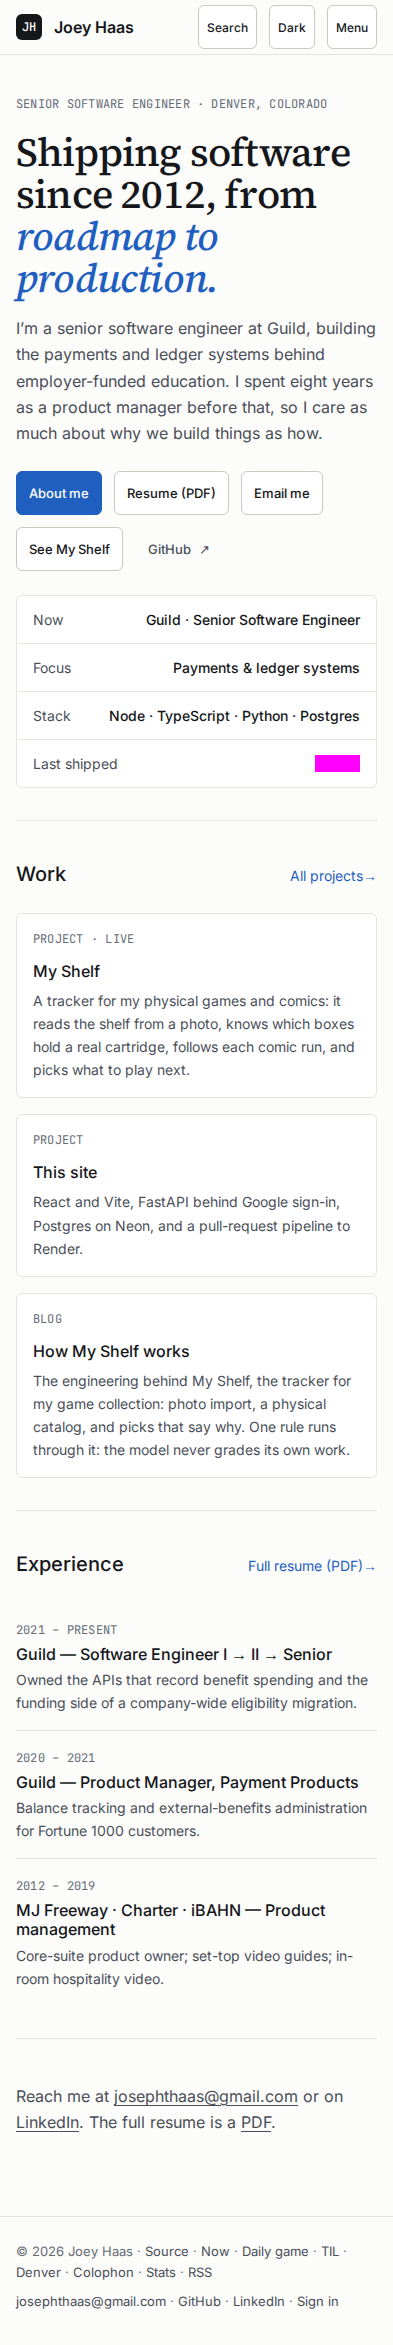 JH Joey Haas Search Dark Menu
SENIOR SOFTWARE ENGINEER · DENVER, COLORADO
Shipping software
since 2012, from
roadmap to
production.
I’m a senior software engineer at Guild, building
the payments and ledger systems behind
employer-funded education. I spent eight years
as a product manager before that, so I care as
much about why we build things as how.
About me Resume (PDF) Email me
See My Shelf GitHub ↗
Now Guild · Senior Software Engineer
Focus Payments & ledger systems
Stack Node · TypeScript · Python · Postgres
Last shipped
Work All projects→
PROJECT · LIVE
My Shelf
A tracker for my physical games and comics: it
reads the shelf from a photo, knows which boxes
hold a real cartridge, follows each comic run, and
picks what to play next.
PROJECT
This site
React and Vite, FastAPI behind Google sign-in,
Postgres on Neon, and a pull-request pipeline to
Render.
BLOG
How My Shelf works
The engineering behind My Shelf, the tracker for
my game collection: photo import, a physical
catalog, and picks that say why. One rule runs
through it: the model never grades its own work.
Experience Full resume (PDF)→
2021 – PRESENT
Guild — Software Engineer I → II → Senior
Owned the APIs that record benefit spending and the
funding side of a company-wide eligibility migration.
2020 – 2021
Guild — Product Manager, Payment Products
Balance tracking and external-benefits administration
for Fortune 1000 customers.
2012 – 2019
MJ Freeway · Charter · iBAHN — Product
management
Core-suite product owner; set-top video guides; in-
room hospitality video.
Reach me at josephthaas@gmail.com or on
LinkedIn. The full resume is a PDF.
© 2026 Joey Haas · Source · Now · Daily game · TIL ·
Denver · Colophon · Stats · RSS
josephthaas@gmail.com · GitHub · LinkedIn · Sign in